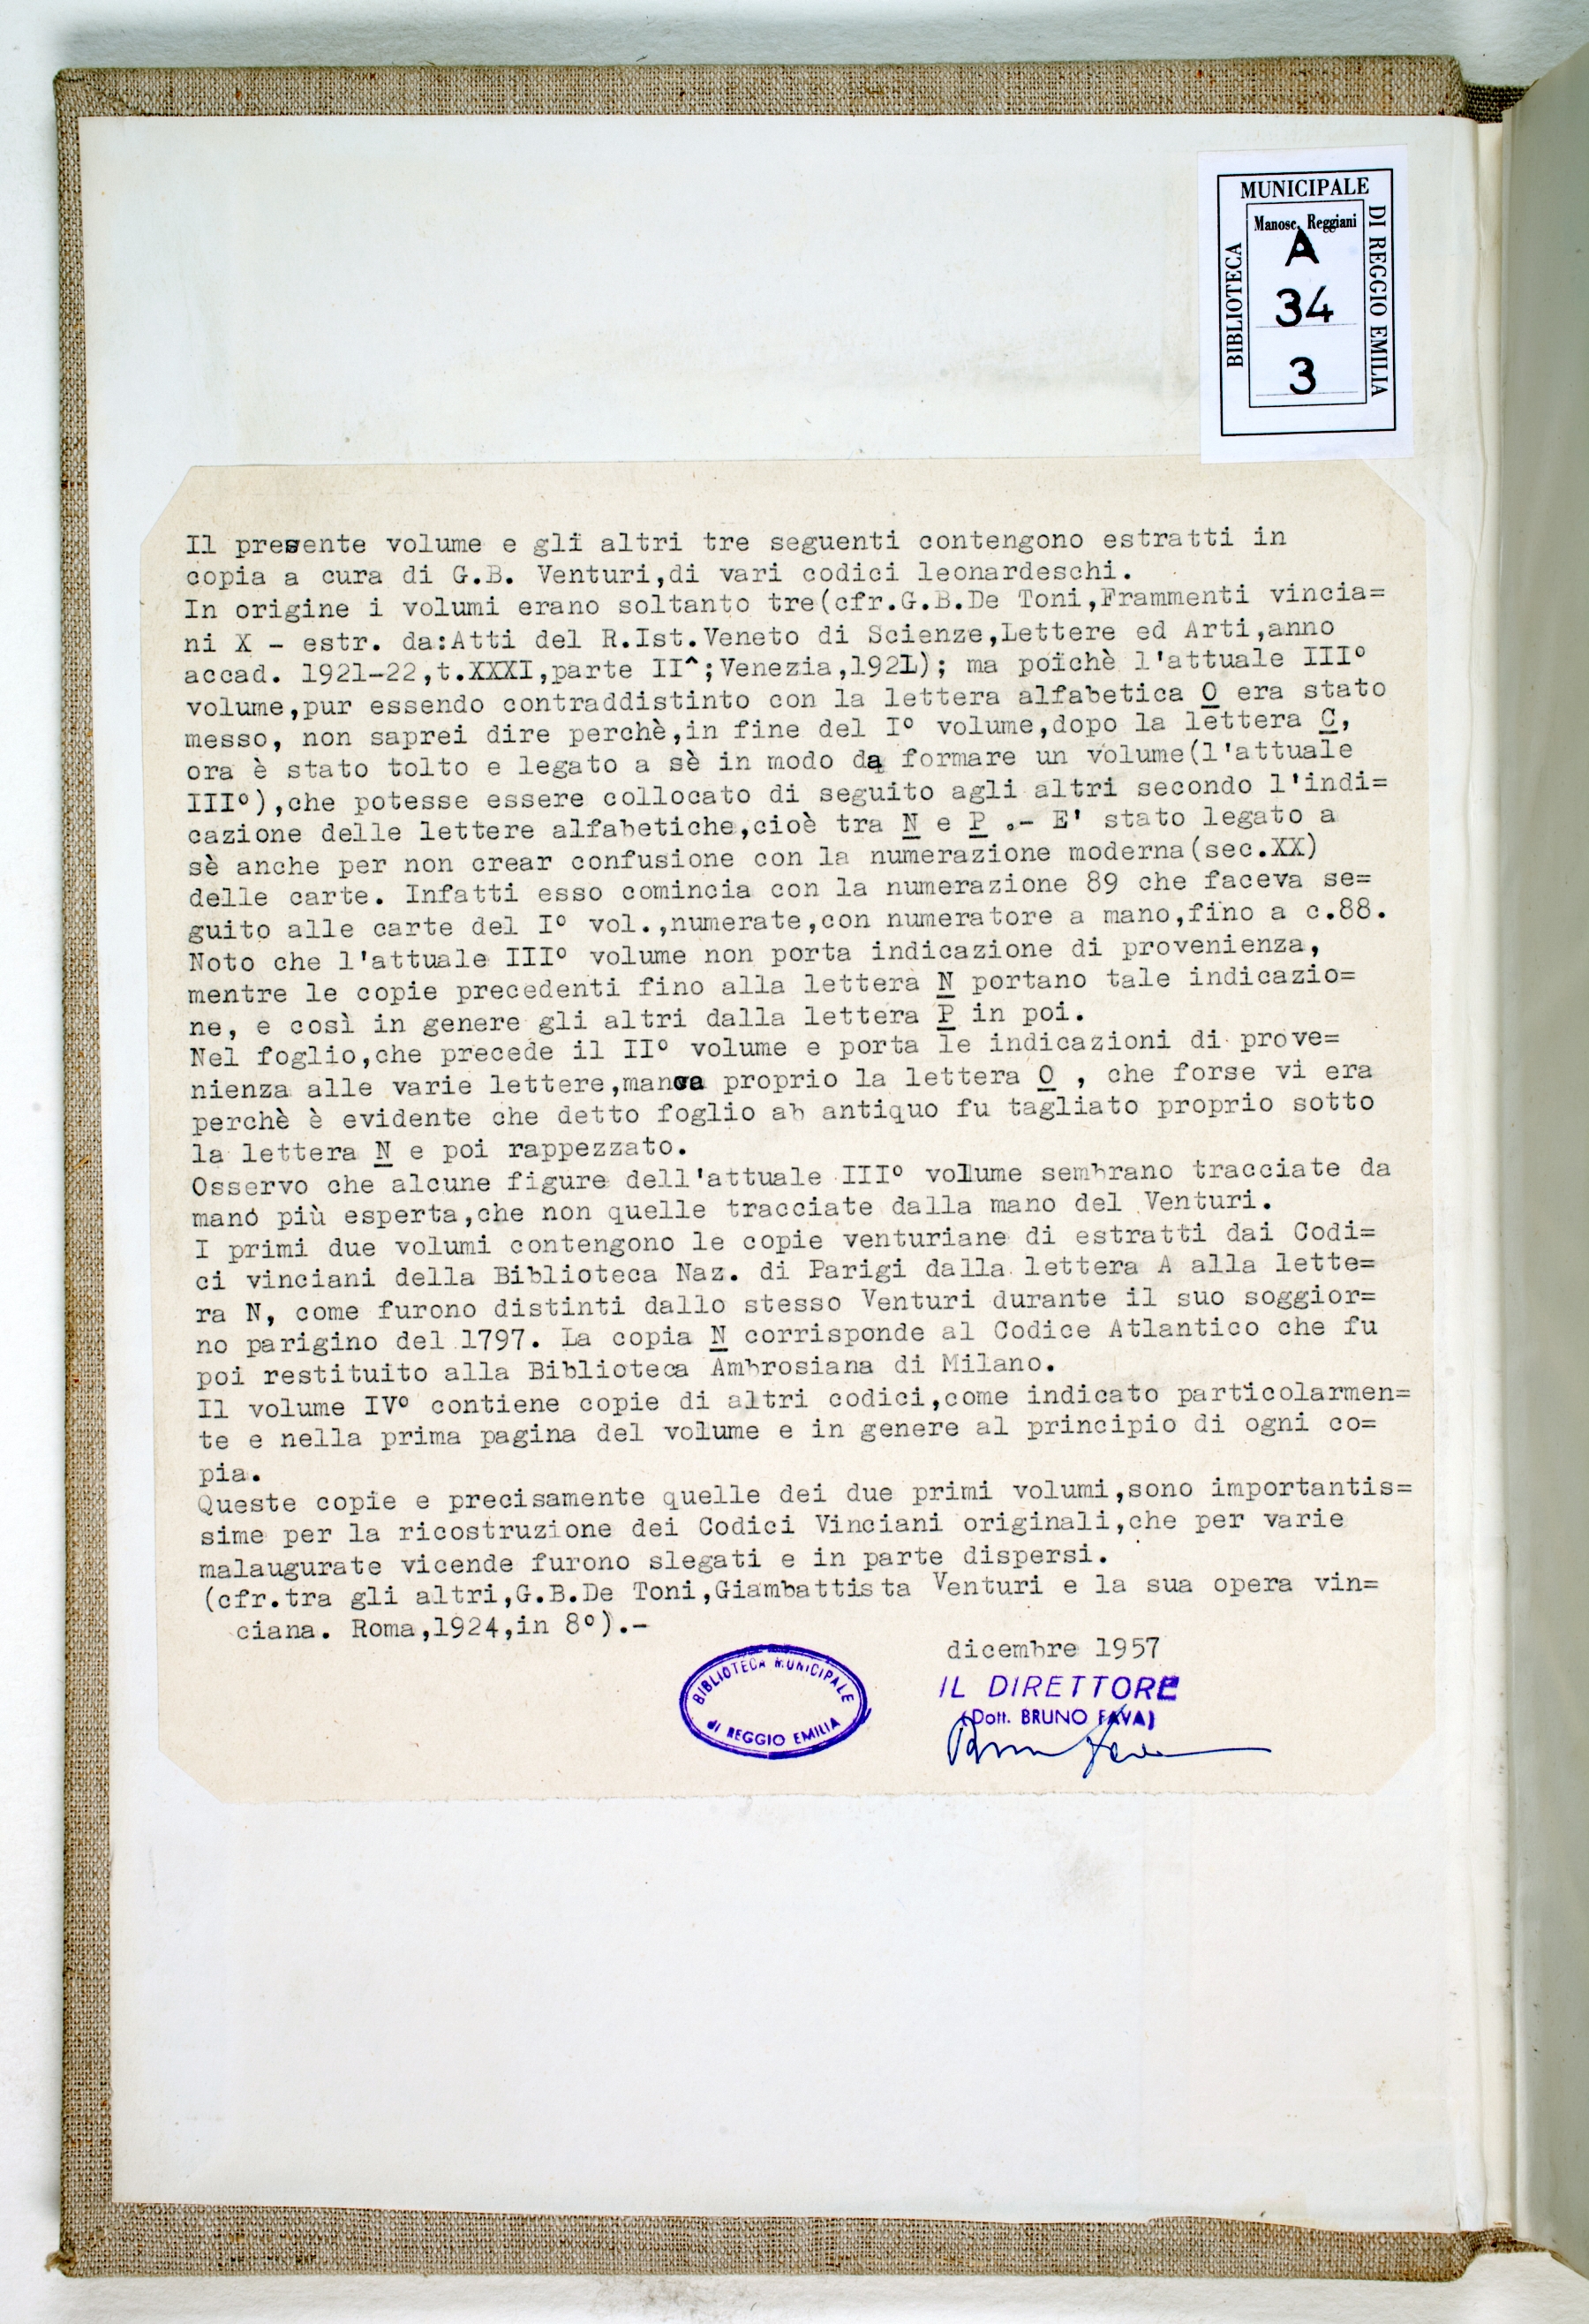 MUNICIPALE
BIBLIOTECA
DI REGGIO EMILIA
Manosc. Reggiani
A
34
3
Il presente volume e gli altri tre seguenti contengono estratti in
copia a cura di G.B. Venturi,di vari codici leonardeschi.
In origine i volumi erano soltanto tre(cfr.G.B.De Toni,Frammenti vincia=
ni X - estr. da:Atti del R.Ist.Veneto di Scienze,Lettere ed Arti,anno
accad. 1921-22,t.XXXI,parte II^;Venezia,1921); ma poichè l'attuale III°
volume,pur essendo contraddistinto con la lettera alfabetica O era stato
messo, non saprei dire perchè,in fine del I° volume,dopo la lettera C,
ora è stato tolto e legato a sè in modo da formare un volume(l'attuale
III°),che potesse essere collocato di seguito agli altri secondo l'indi=
cazione delle lettere alfabetiche,cioè tra N e P .- E' stato legato a
sè anche per non crear confusione con la numerazione moderna(sec.XX)
delle carte. Infatti esso comincia con la numerazione 89 che faceva se=
guito alle carte del I° vol.,numerate,con numeratore a mano,fino a c.88.
Noto che l'attuale III° volume non porta indicazione di provenienza,
mentre le copie precedenti fino alla lettera N portano tale indicazio=
ne, e così in genere gli altri dalla lettera P in poi.
Nel foglio,che precede il II° volume e porta le indicazioni di prove=
nienza alle varie lettere,manca proprio la lettera O , che forse vi era
perchè è evidente che detto foglio ab antiquo fu tagliato proprio sotto
la lettera N e poi rappezzato.
Osservo che alcune figure dell'attuale III° volume sembrano tracciate da
mano più esperta,che non quelle tracciate dalla mano del Venturi.
I primi due volumi contengono le copie venturiane di estratti dai Codi=
ci vinciani della Biblioteca Naz. di Parigi dalla lettera A alla lette=
ra N, come furono distinti dallo stesso Venturi durante il suo soggior=
no parigino del 1797. La copia N corrisponde al Codice Atlantico che fu
poi restituito alla Biblioteca Ambrosiana di Milano.
Il volume IV° contiene copie di altri codici,come indicato particolarmen=
te e nella prima pagina del volume e in genere al principio di ogni co=
pia.
Queste copie e precisamente quelle dei due primi volumi,sono importantis=
sime per la ricostruzione dei Codici Vinciani originali,che per varie
malaugurate vicende furono slegati e in parte dispersi.
(cfr.tra gli altri,G.B.De Toni,Giambattista Venturi e la sua opera vin=
ciana. Roma,1924,in 8°).-
dicembre 1957
BIBLIOTECA MUNICIPALE
di REGGIO EMILIA
IL DIRETTORE
(Dott. BRUNO FAVA)
Bruno Fava